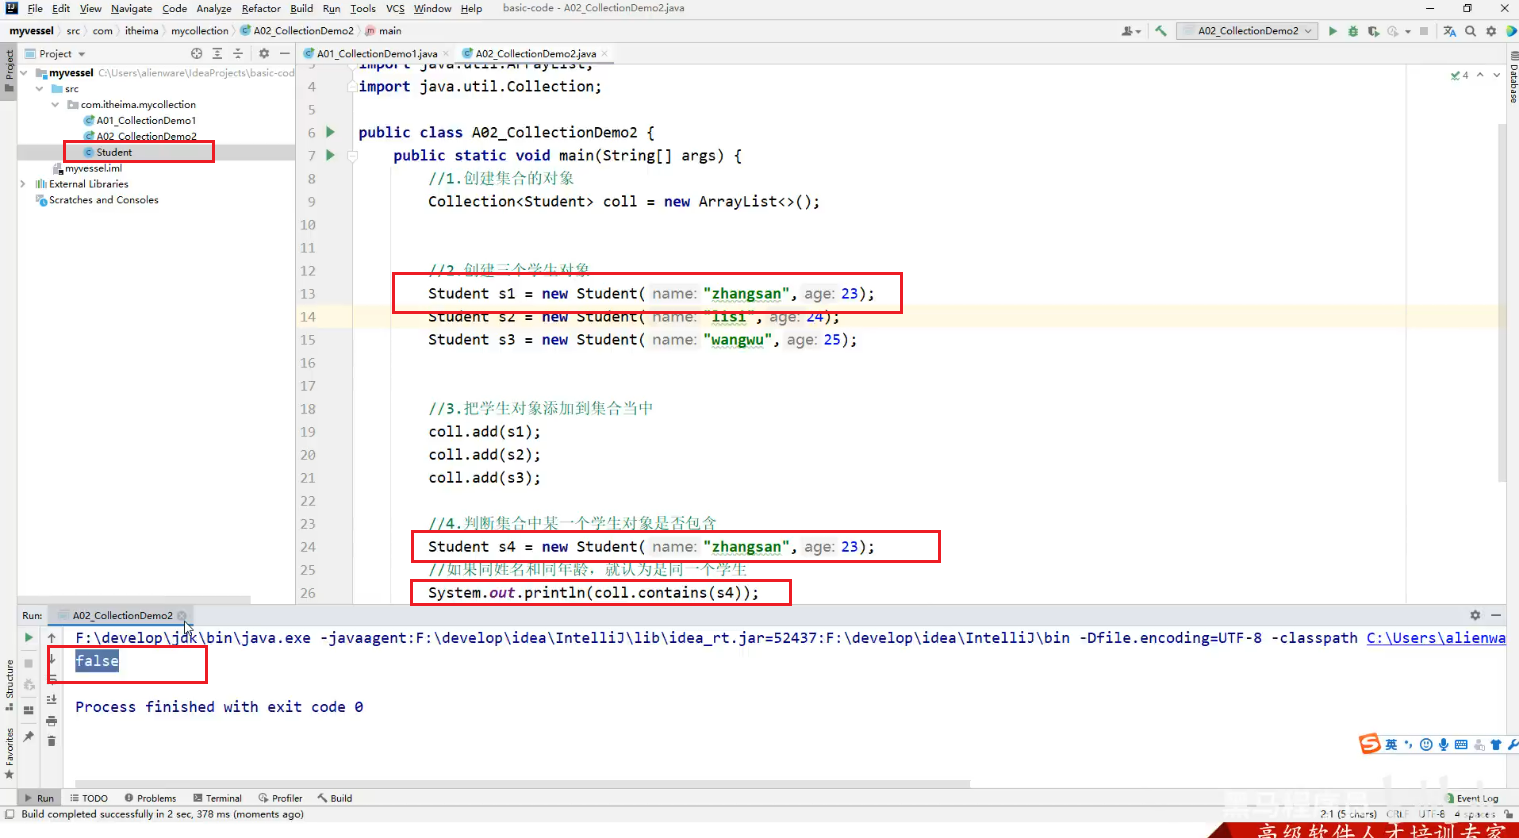 File Edit View Navigate Code Analyze Refactor Build Run Tools VCS Window Help basic-code - A02_CollectionDemo2.java
myvessel src com itheima mycollection A02_CollectionDemo2 main A02_CollectionDemo2
Project A01_CollectionDemo1.java A02_CollectionDemo2.java
myvessel C:\Users\alienware\IdeaProjects\basic-cod
src
com.itheima.mycollection
A01_CollectionDemo1
A02_CollectionDemo2
Student
myvessel.iml
External Libraries
Scratches and Consoles
Project
Structure
Favorites
Database
4
3 import java.util.ArrayList;
4 import java.util.Collection;
5
6 public class A02_CollectionDemo2 {
7 public static void main(String[] args) {
8 //1.创建集合的对象
9 Collection<Student> coll = new ArrayList<>();
10
11
12 //2.创建三个学生对象
13 Student s1 = new Student( name: "zhangsan", age: 23);
14 Student s2 = new Student( name: "lisi", age: 24);
15 Student s3 = new Student( name: "wangwu", age: 25);
16
17
18 //3.把学生对象添加到集合当中
19 coll.add(s1);
20 coll.add(s2);
21 coll.add(s3);
22
23 //4.判断集合中某一个学生对象是否包含
24 Student s4 = new Student( name: "zhangsan", age: 23);
25 //如果同姓名和同年龄，就认为是同一个学生
26 System.out.println(coll.contains(s4));
Run: A02_CollectionDemo2
F:\develop\jdk\bin\java.exe -javaagent:F:\develop\idea\IntelliJ\lib\idea_rt.jar=52437:F:\develop\idea\IntelliJ\bin -Dfile.encoding=UTF-8 -classpath C:\Users\alienwa
false
Process finished with exit code 0
英
Run TODO Problems Terminal Profiler Build Event Log
Build completed successfully in 2 sec, 378 ms (moments ago) 2:1 (5 chars) CRLF UTF-8 4 spaces
高级软件人才培训专家